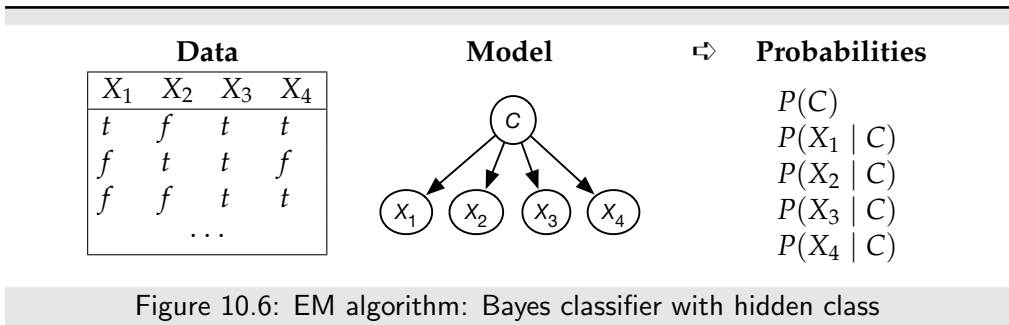 Data Model ➪ Probabilities
X1 X2 X3 X4
t f t t
f t t f
f f t t
. . .
C
X1 X2 X3 X4
P(C)
P(X1 | C)
P(X2 | C)
P(X3 | C)
P(X4 | C)
Figure 10.6: EM algorithm: Bayes classifier with hidden class